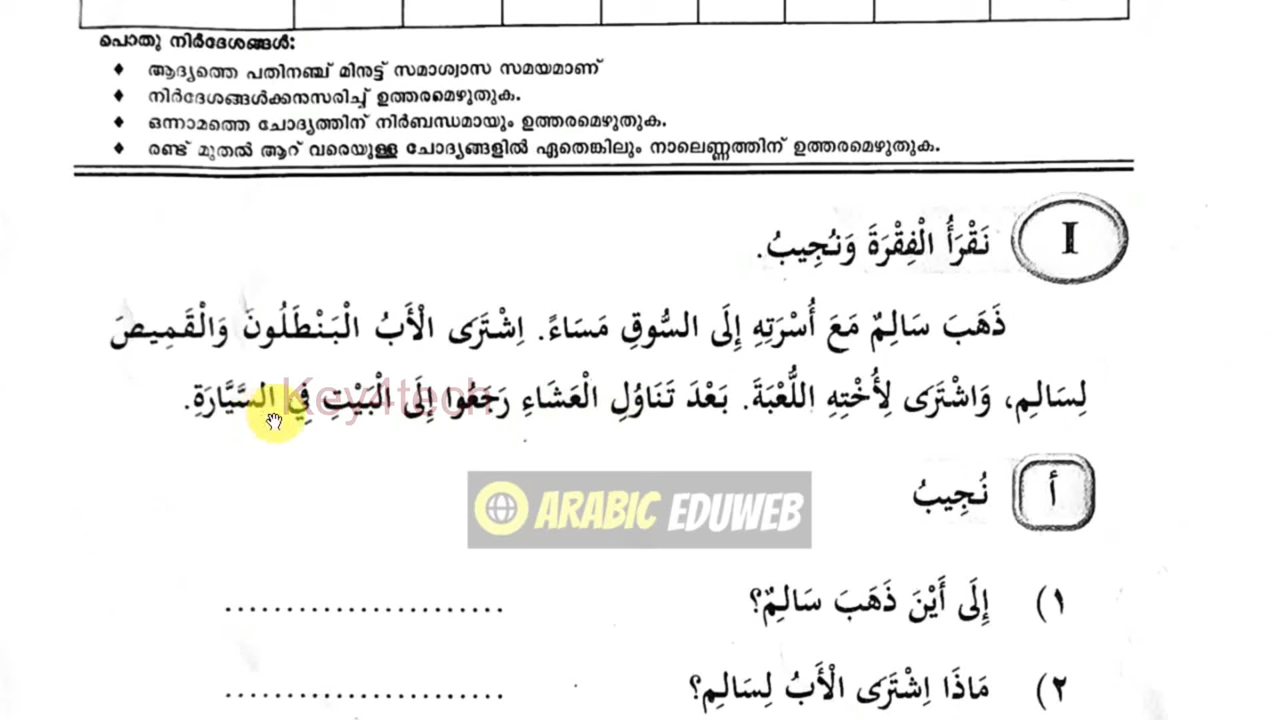 പൊതു നിർദേശങ്ങൾ:
♦ ആദ്യത്തെ പതിനഞ്ച് മിനുട്ട് സമാശ്വാസ സമയമാണ്
♦ നിർദേശങ്ങൾക്കനുസരിച്ച് ഉത്തരമെഴുതുക.
♦ ഒന്നാമത്തെ ചോദ്യത്തിന് നിർബന്ധമായും ഉത്തരമെഴുതുക.
♦ രണ്ട് മുതൽ ആറ് വരെയുള്ള ചോദ്യങ്ങളിൽ ഏതെങ്കിലും നാലെണ്ണത്തിന് ഉത്തരമെഴുതുക.
I نَقْرَأُ الْفِقْرَةَ وَنُجِيبُ.
ذَهَبَ سَالِمٌ مَعَ أُسْرَتِهِ إِلَى السُّوقِ مَسَاءً. اِشْتَرَى الْأَبُ الْبَنْطَلُونَ وَالْقَمِيصَ
لِسَالِمٍ، وَاشْتَرَى لِأُخْتِهِ اللُّعْبَةَ. بَعْدَ تَنَاوُلِ الْعَشَاءِ رَجَعُوا إِلَى الْبَيْتِ فِي السَّيَّارَةِ.
Key4tech
أ نُجِيبُ
ARABIC EDUWEB
١) إِلَى أَيْنَ ذَهَبَ سَالِمٌ؟ .......................
٢) مَاذَا اِشْتَرَى الْأَبُ لِسَالِمٍ؟ .......................